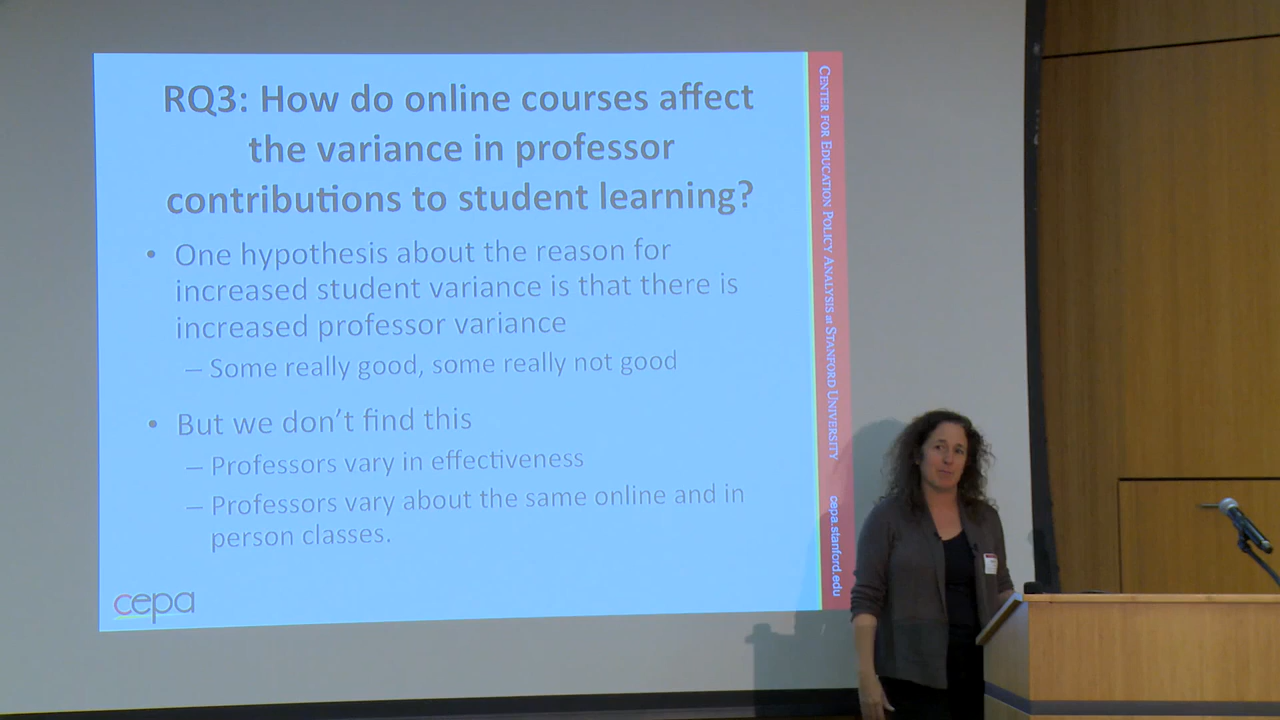 RQ3: How do online courses affect
the variance in professor
contributions to student learning?
• One hypothesis about the reason for
increased student variance is that there is
increased professor variance
– Some really good, some really not good
• But we don't find this
– Professors vary in effectiveness
– Professors vary about the same online and in
person classes.
cepa
CENTER FOR EDUCATION POLICY ANALYSIS at STANFORD UNIVERSITY
cepa.stanford.edu